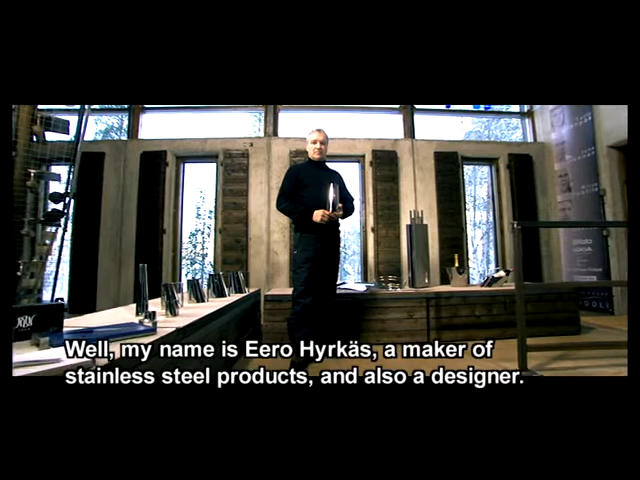 Well, my name is Eero Hyrkäs, a maker of
stainless steel products, and also a designer.